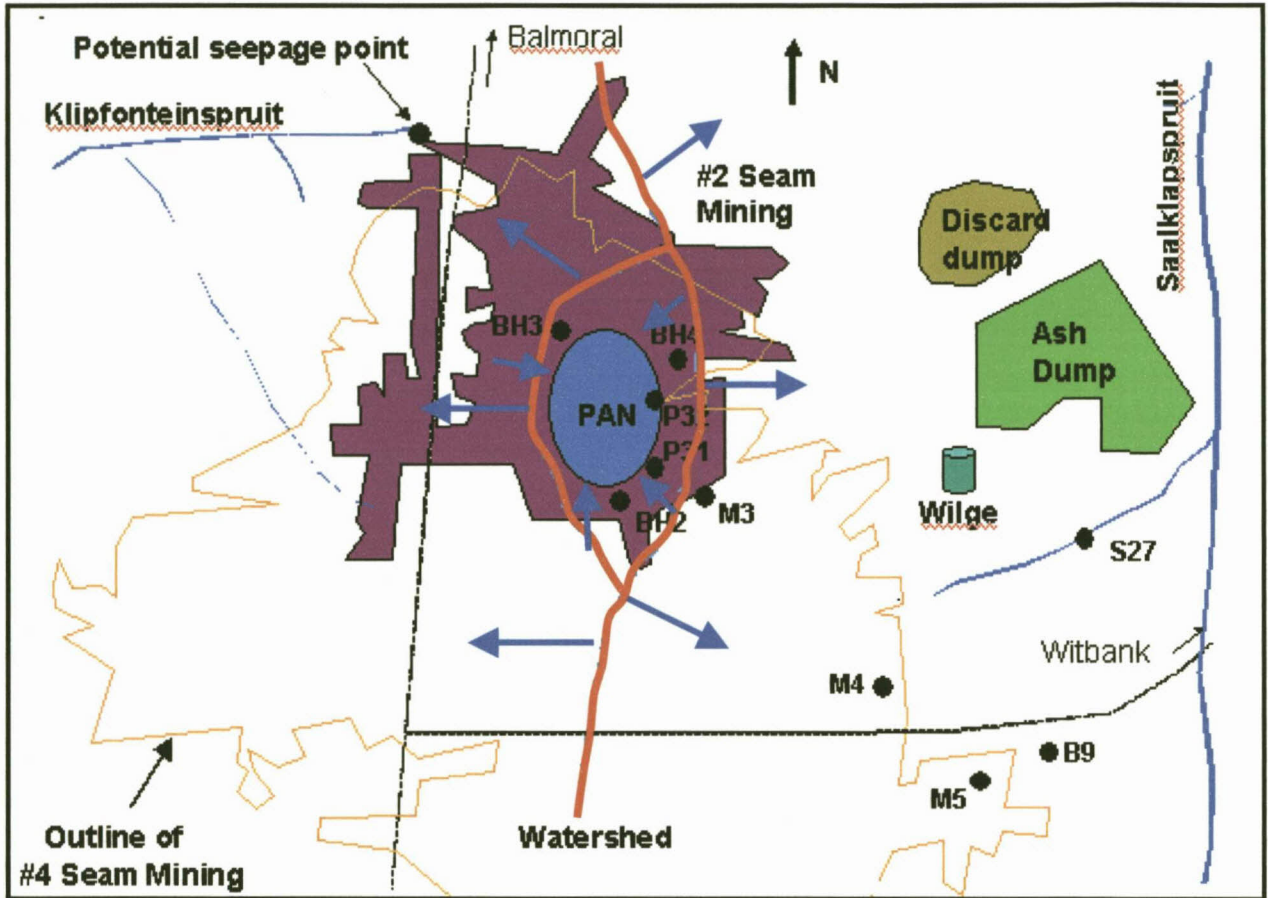 Balmoral
Potential seepage point
N
Klipfonteinspruit
#2 Seam
Mining
Saalklapspruit
Discard
dump
Ash
Dump
BH3
BH4
PAN
P32
P31
BH2
M3
Wilge
S27
Witbank
M4
B9
M5
Outline of
#4 Seam Mining
Watershed